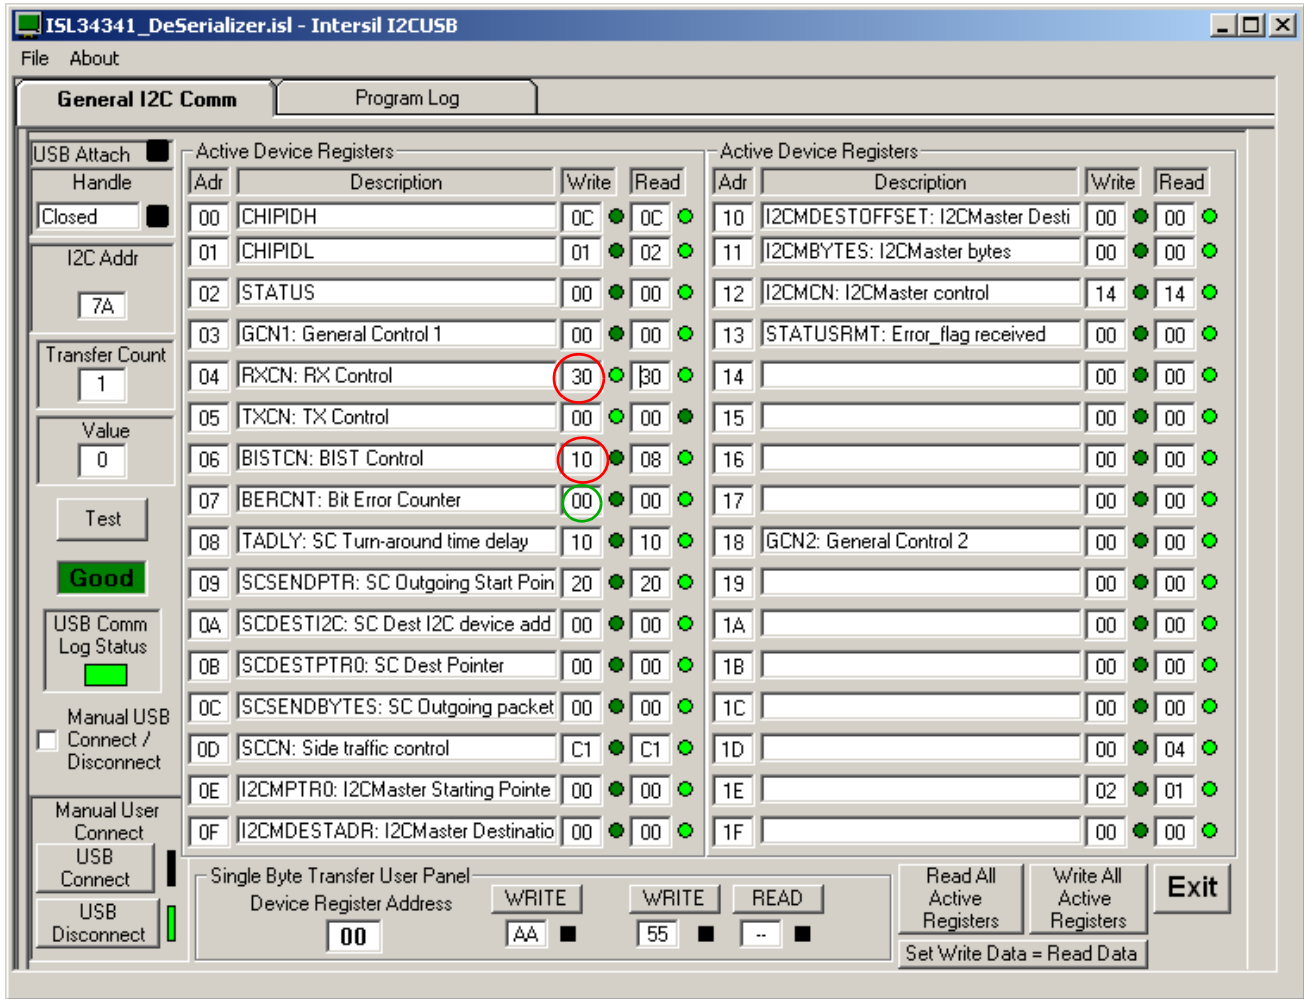 ISL34341_DeSerializer.isl - Intersil I2CUSB
File About
General I2C Comm Program Log
USB Attach
Handle
Closed
I2C Addr
7A
Transfer Count
1
Value
0
Test
Good
USB Comm
Log Status
Manual USB
Connect /
Disconnect
Manual User
Connect
USB
Connect
USB
Disconnect
Active Device Registers
Adr Description Write Read
00 CHIPIDH 0C 0C
01 CHIPIDL 01 02
02 STATUS 00 00
03 GCN1: General Control 1 00 00
04 RXCN: RX Control 30 30
05 TXCN: TX Control 00 00
06 BISTCN: BIST Control 10 08
07 BERCNT: Bit Error Counter 00 00
08 TADLY: SC Turn-around time delay 10 10
09 SCSENDPTR: SC Outgoing Start Poin 20 20
0A SCDESTI2C: SC Dest I2C device add 00 00
0B SCDESTPTR0: SC Dest Pointer 00 00
0C SCSENDBYTES: SC Outgoing packet 00 00
0D SCCN: Side traffic control C1 C1
0E I2CMPTR0: I2CMaster Starting Pointe 00 00
0F I2CMDESTADR: I2CMaster Destinatio 00 00
Active Device Registers
Adr Description Write Read
10 I2CMDESTOFFSET: I2CMaster Desti 00 00
11 I2CMBYTES: I2CMaster bytes 00 00
12 I2CMCN: I2CMaster control 14 14
13 STATUSRMT: Error_flag received 00 00
14 00 00
15 00 00
16 00 00
17 00 00
18 GCN2: General Control 2 00 00
19 00 00
1A 00 00
1B 00 00
1C 00 00
1D 00 04
1E 02 01
1F 00 00
Single Byte Transfer User Panel
Device Register Address
00
WRITE WRITE READ
AA 55 --
Read All
Active
Registers
Write All
Active
Registers
Exit
Set Write Data = Read Data